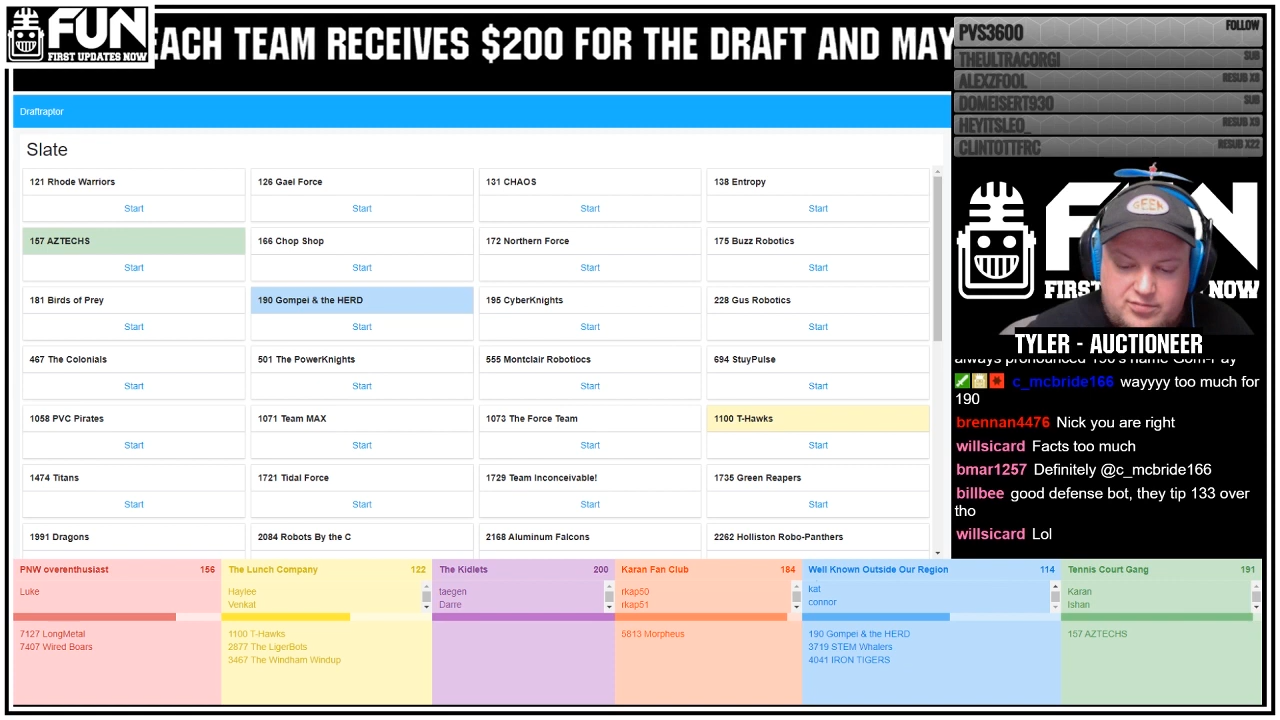 FUN
FIRST UPDATES NOW
EACH TEAM RECEIVES $200 FOR THE DRAFT AND MAY
PVS3600 FOLLOW
THEULTRACORGI SUB
ALEXZFOOL RESUB X8
DOMEISERT930 SUB
HEYITSLEO_ RESUB X9
CLINTOTTFRC RESUB X22
Draftraptor
Slate
121 Rhode Warriors
126 Gael Force
131 CHAOS
138 Entropy
Start
Start
Start
Start
157 AZTECHS
166 Chop Shop
172 Northern Force
175 Buzz Robotics
Start
Start
Start
Start
181 Birds of Prey
190 Gompei & the HERD
195 CyberKnights
228 Gus Robotics
Start
Start
Start
Start
467 The Colonials
501 The PowerKnights
555 Montclair Robotiocs
694 StuyPulse
Start
Start
Start
Start
1058 PVC Pirates
1071 Team MAX
1073 The Force Team
1100 T-Hawks
Start
Start
Start
Start
1474 Titans
1721 Tidal Force
1729 Team Inconceivable!
1735 Green Reapers
Start
Start
Start
Start
1991 Dragons
2084 Robots By the C
2168 Aluminum Falcons
2262 Holliston Robo-Panthers
GEEK
FIRST NOW
TYLER - AUCTIONEER
always pronounced 190's name Gom-Pay
c_mcbride166 wayyyy too much for
190
brennan4476 Nick you are right
willsicard Facts too much
bmar1257 Definitely @c_mcbride166
billbee good defense bot, they tip 133 over
tho
willsicard Lol
PNW overenthusiast 156
Luke
7127 LongMetal
7407 Wired Boars
The Lunch Company 122
Haylee
Venkat
1100 T-Hawks
2877 The LigerBots
3467 The Windham Windup
The Kidlets 200
taegen
Darre
Karan Fan Club 184
rkap50
rkap51
5813 Morpheus
Well Known Outside Our Region 114
kat
connor
190 Gompei & the HERD
3719 STEM Whalers
4041 IRON TIGERS
Tennis Court Gang 191
Karan
Ishan
157 AZTECHS